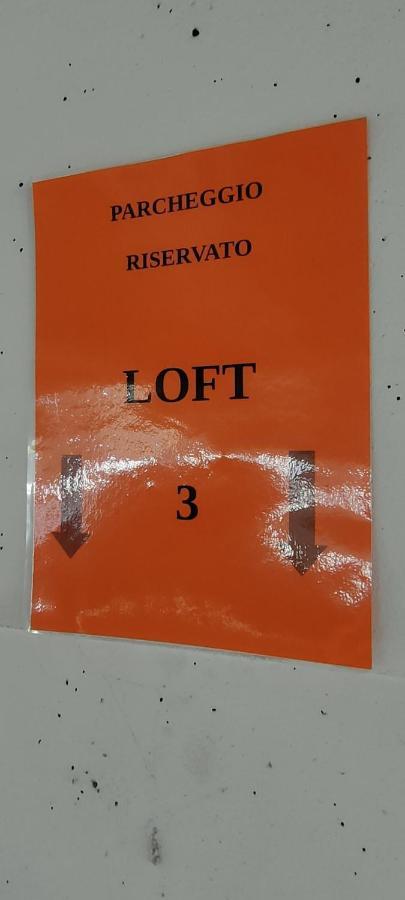 PARCHEGGIO
RISERVATO
LOFT
3